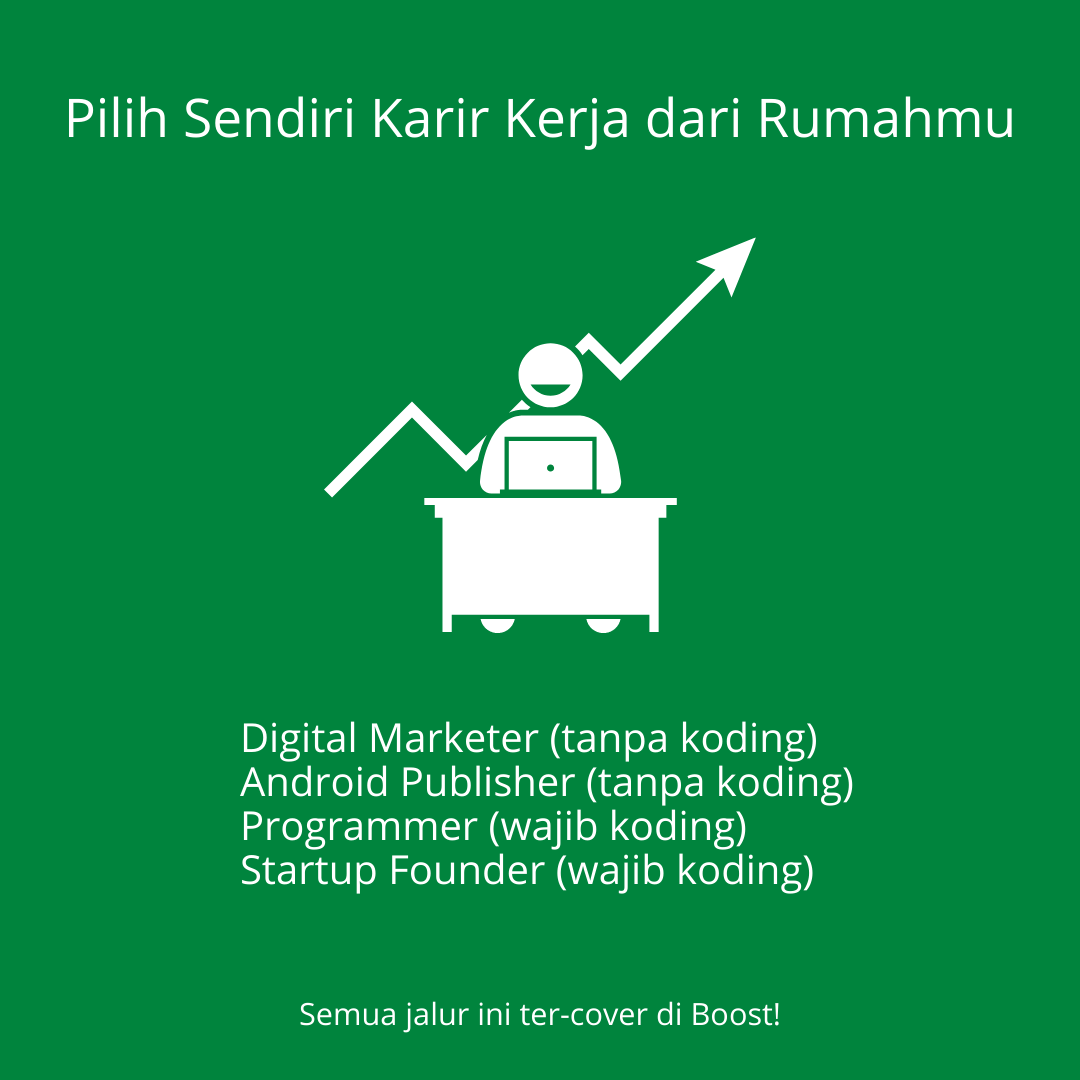 Pilih Sendiri Karir Kerja dari Rumahmu
Digital Marketer (tanpa koding)
Android Publisher (tanpa koding)
Programmer (wajib koding)
Startup Founder (wajib koding)
Semua jalur ini ter-cover di Boost!